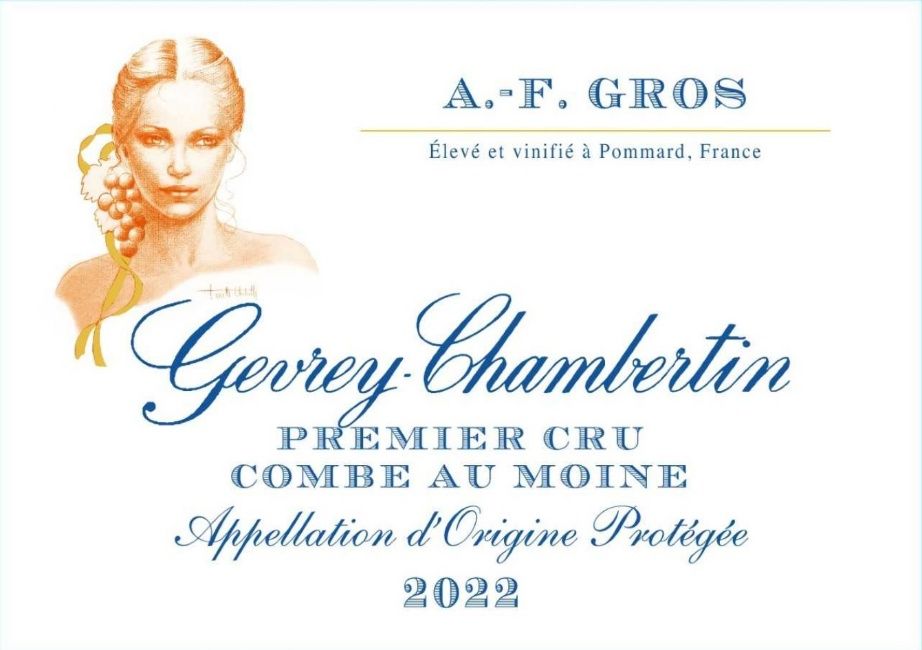 A.-F. GROS
Élevé et vinifié à Pommard, France
Gevrey-Chambertin
PREMIER CRU
COMBE AU MOINE
Appellation d'Origine Protégée
2022